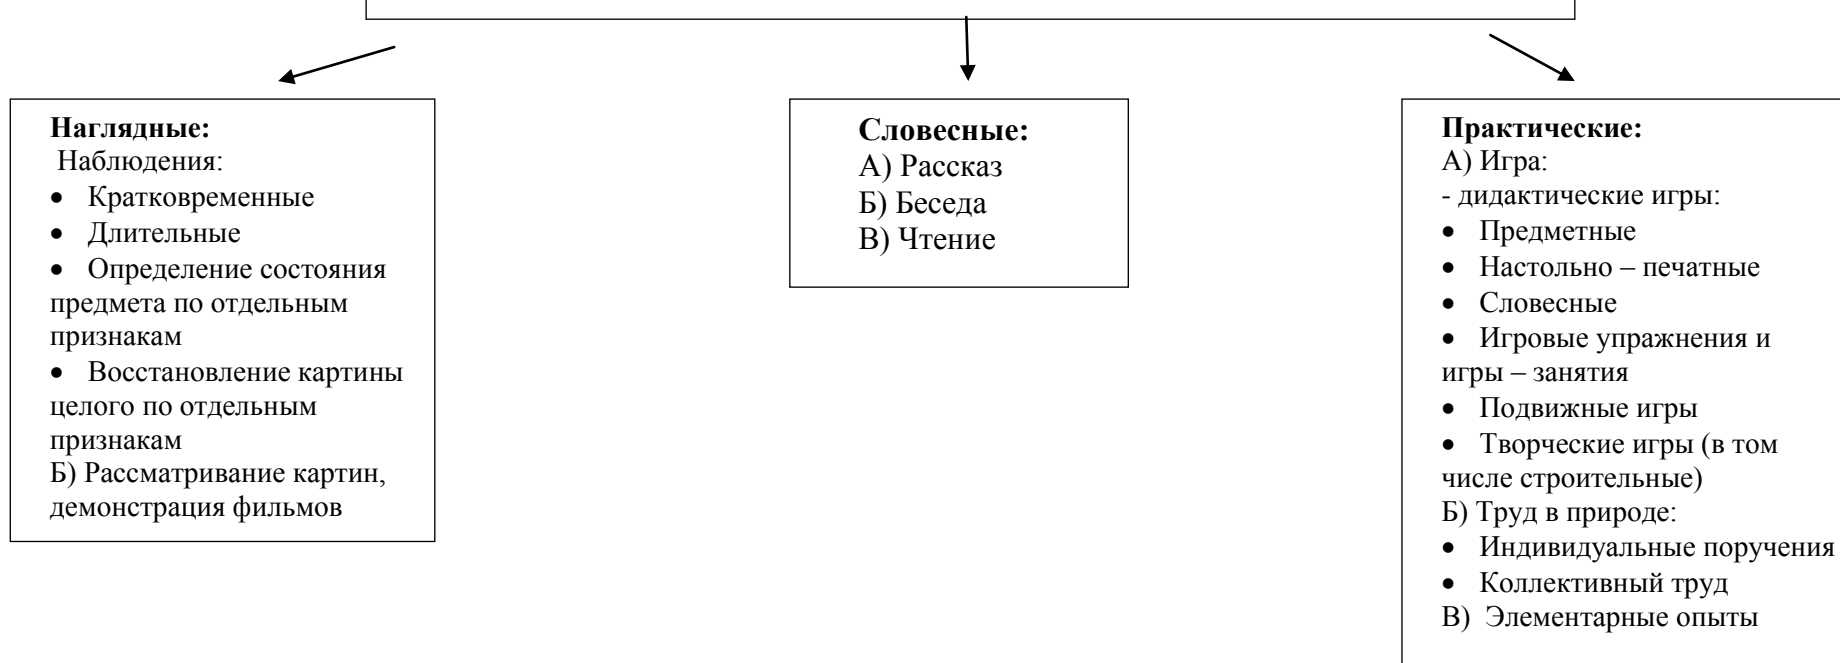 Наглядные:
Наблюдения:
• Кратковременные
• Длительные
• Определение состояния
предмета по отдельным
признакам
• Восстановление картины
целого по отдельным
признакам
Б) Рассматривание картин,
демонстрация фильмов
Словесные:
А) Рассказ
Б) Беседа
В) Чтение
Практические:
А) Игра:
- дидактические игры:
• Предметные
• Настольно – печатные
• Словесные
• Игровые упражнения и
игры – занятия
• Подвижные игры
• Творческие игры (в том
числе строительные)
Б) Труд в природе:
• Индивидуальные поручения
• Коллективный труд
В) Элементарные опыты